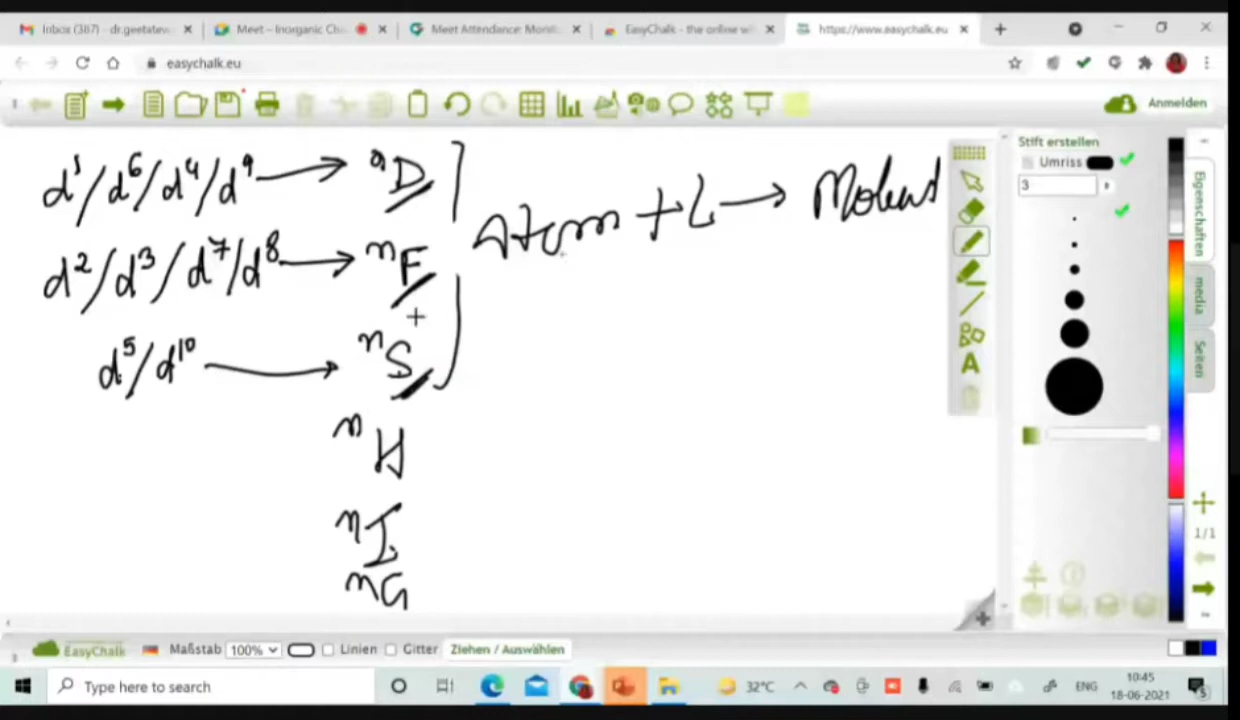 Inbox (387) - dr.geetatew
Meet – Inorganic Che
Meet Attendance: Monito
EasyChalk - the online wi
https://www.easychalk.eu
easychalk.eu
Anmelden
Stift erstellen
Umriss
3
Eigenschaften
media
Seiten
1/1
d¹/d⁶/d⁴/d⁹ → ⁿD
d²/d³/d⁷/d⁸ → ⁿF
+
d⁵/d¹⁰ → ⁿS
ⁿH
ⁿI
ⁿG
Atom + L →
EasyChalk
Maßstab 100% Linien Gitter Ziehen / Auswählen
Type here to search
32°C
ENG
10:45
18-06-2021
5